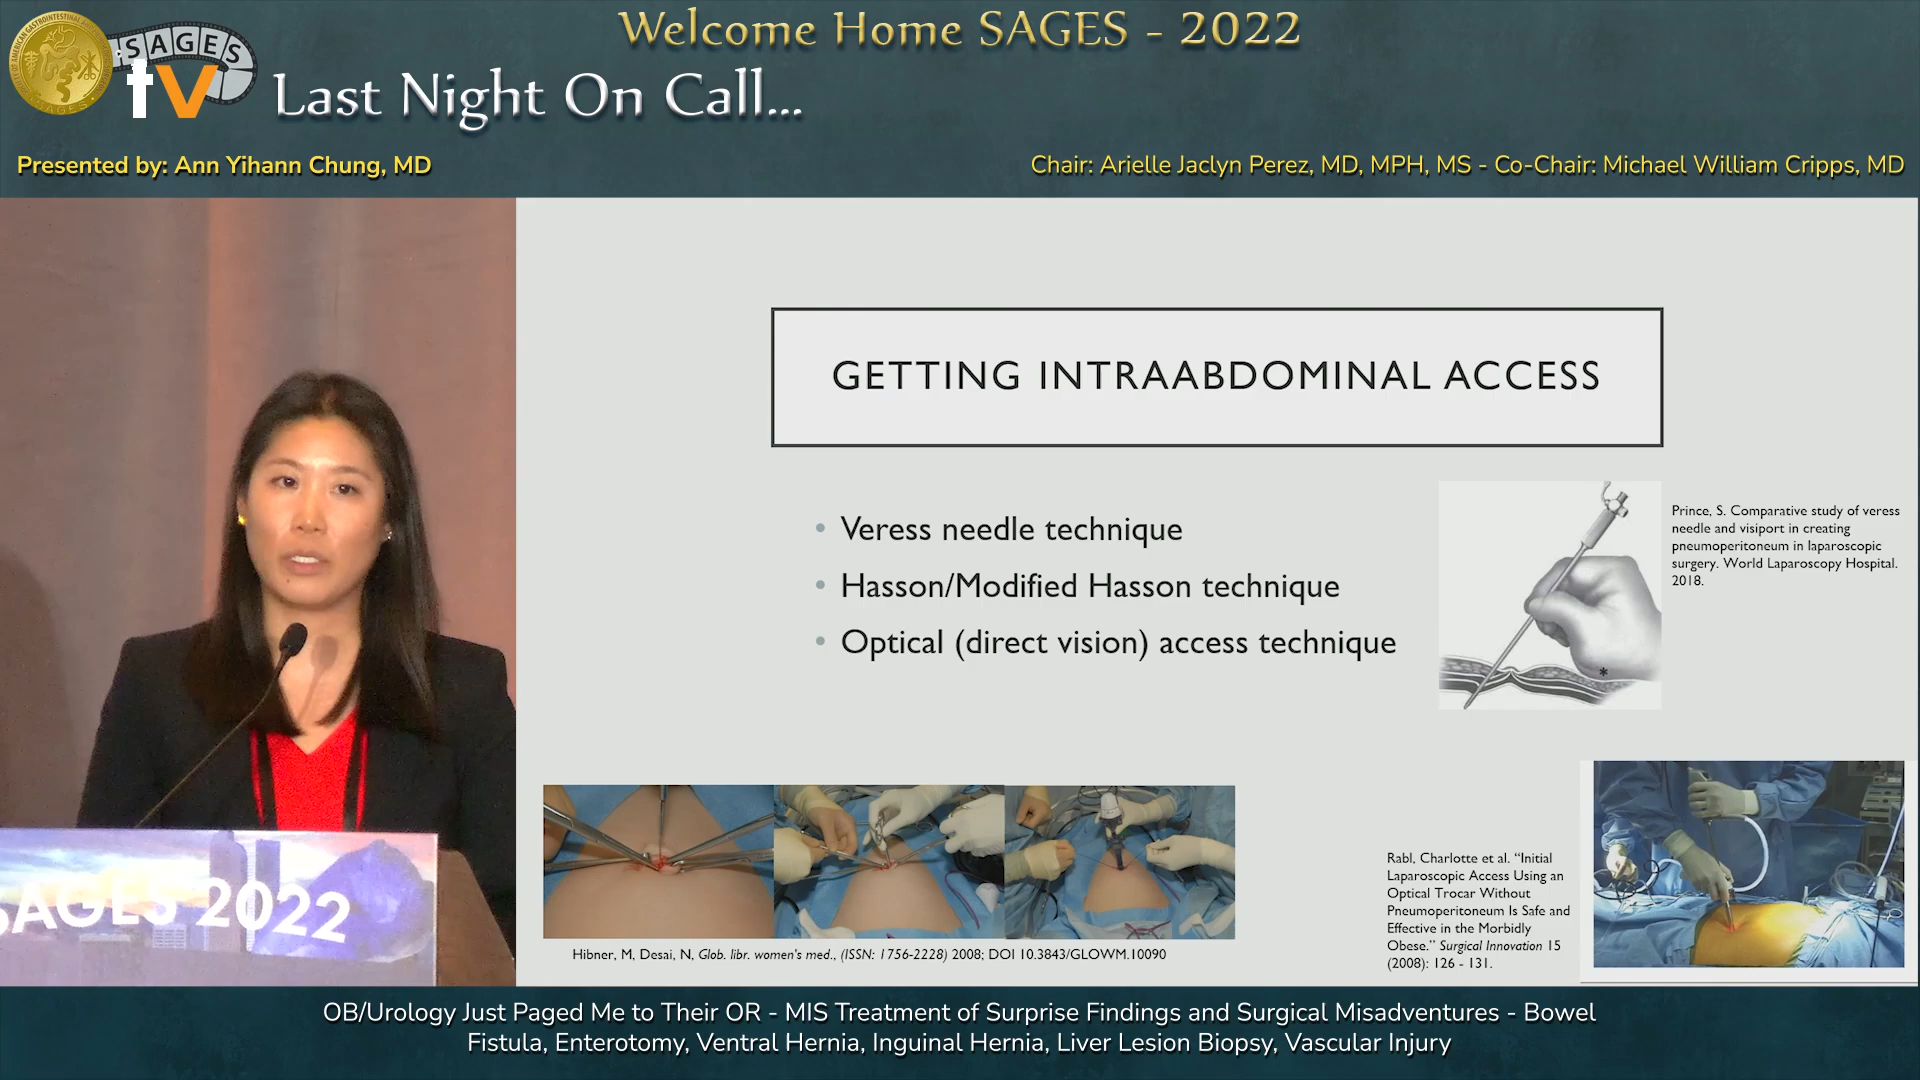 Welcome Home SAGES - 2022
SAGES
tv
Last Night On Call...
Presented by: Ann Yihann Chung, MD
Chair: Arielle Jaclyn Perez, MD, MPH, MS - Co-Chair: Michael William Cripps, MD
GETTING INTRAABDOMINAL ACCESS
• Veress needle technique
• Hasson/Modified Hasson technique
• Optical (direct vision) access technique
*
Prince, S. Comparative study of veress
needle and visiport in creating
pneumoperitoneum in laparoscopic
surgery. World Laparoscopy Hospital.
2018.
Hibner, M, Desai, N, Glob. libr. women's med., (ISSN: 1756-2228) 2008; DOI 10.3843/GLOWM.10090
Rabl, Charlotte et al. “Initial
Laparoscopic Access Using an
Optical Trocar Without
Pneumoperitoneum Is Safe and
Effective in the Morbidly
Obese.” Surgical Innovation 15
(2008): 126 - 131.
SAGES 2022
OB/Urology Just Paged Me to Their OR - MIS Treatment of Surprise Findings and Surgical Misadventures - Bowel
Fistula, Enterotomy, Ventral Hernia, Inguinal Hernia, Liver Lesion Biopsy, Vascular Injury